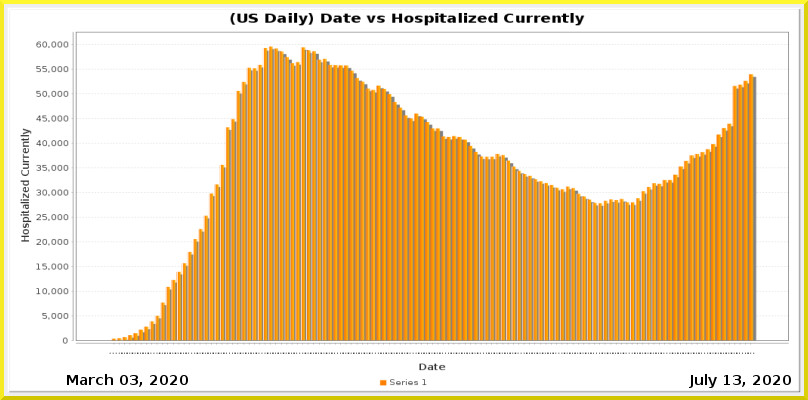 (US Daily) Date vs Hospitalized Currently
Hospitalized Currently
60,000
55,000
50,000
45,000
40,000
35,000
30,000
25,000
20,000
15,000
10,000
5,000
0
Date
March 03, 2020
July 13, 2020
Series 1